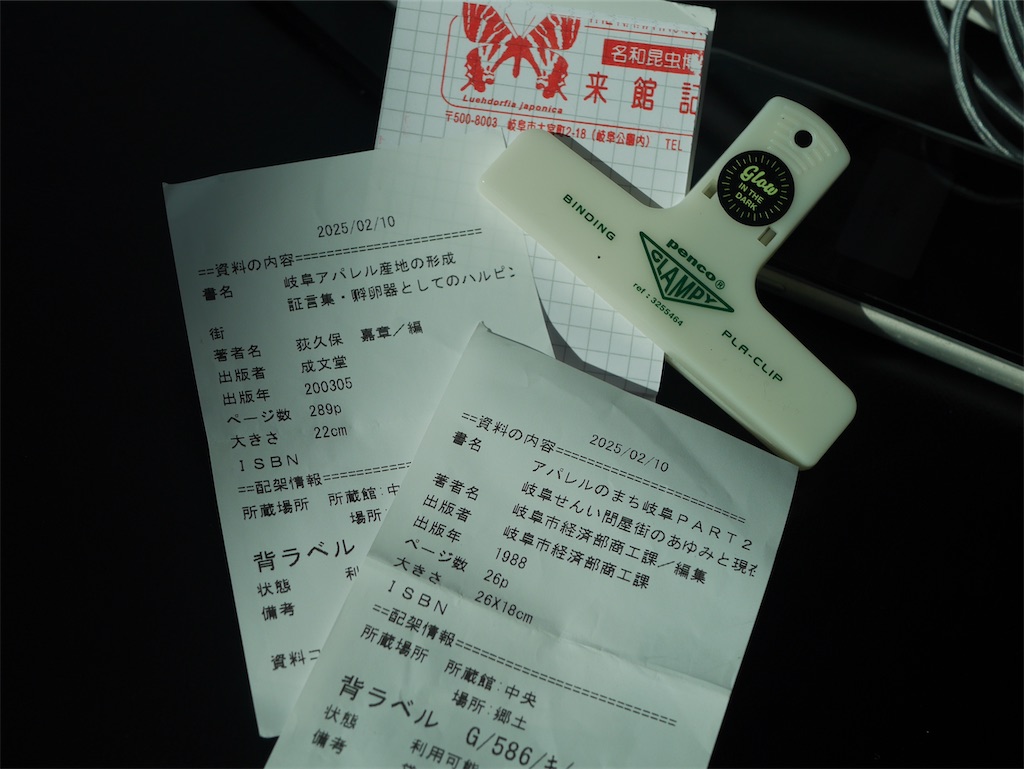 名和昆虫博
来館記
Luehdorfia japonica
〒500-8003 岐阜市大宮町2-18（岐阜公園内） TEL
Glow
IN THE
DARK
BINDING
penco®
CLAMPY
ref:3255464
PLA-CLIP
2025/02/10
==資料の内容==============
書名 岐阜アパレル産地の形成
証言集・孵卵器としてのハルピン
街
著者名 荻久保 嘉章／編
出版者 成文堂
出版年 200305
ページ数 289p
大きさ 22cm
ＩＳＢＮ
==配架情報==============
所蔵場所 所蔵館:中
場所:
背ラベル
状態 利
備考
資料コ
2025/02/10
==資料の内容==============
書名 アパレルのまち岐阜ＰＡＲＴ２
岐阜せんい問屋街のあゆみと現在
著者名 岐阜市経済部商工課／編集
出版者 岐阜市経済部商工課
出版年 1988
ページ数 26p
大きさ 26X18cm
ＩＳＢＮ
==配架情報==============
所蔵場所 所蔵館:中央
場所:郷土
背ラベル G/586/キ/
状態 利用可能
備考